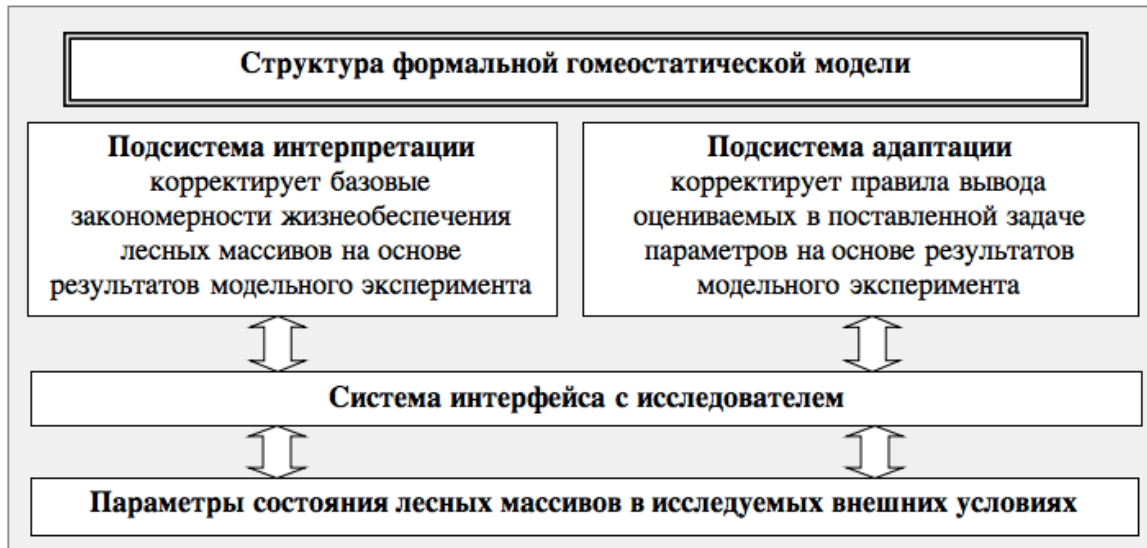 Структура формальной гомеостатической модели
Подсистема интерпретации
корректирует базовые
закономерности жизнеобеспечения
лесных массивов на основе
результатов модельного эксперимента
Подсистема адаптации
корректирует правила вывода
оцениваемых в поставленной задаче
параметров на основе результатов
модельного эксперимента
Система интерфейса с исследователем
Параметры состояния лесных массивов в исследуемых внешних условиях